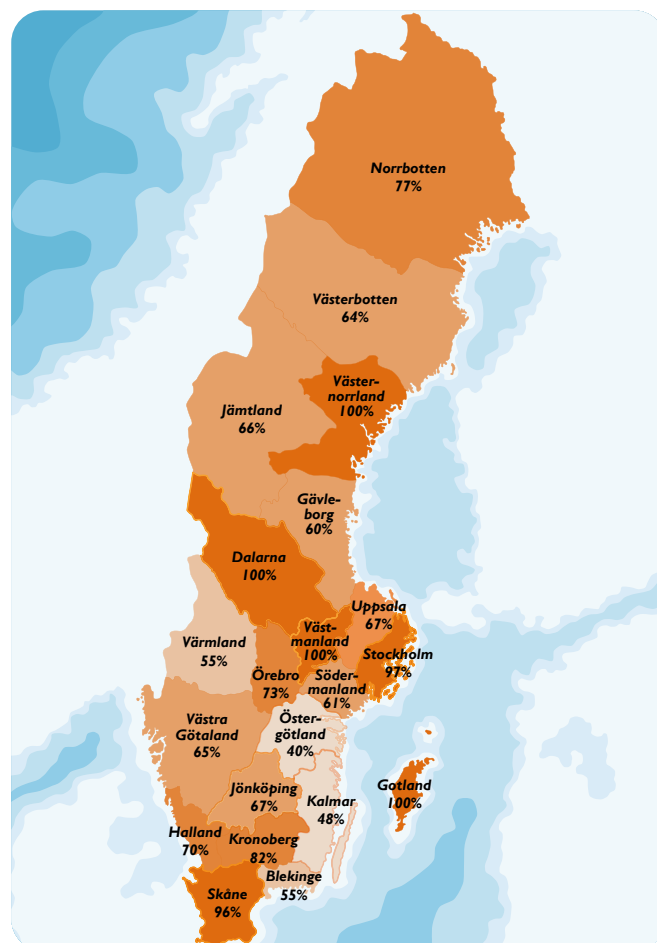 Norrbotten
77%
Västerbotten
64%
Väster-
norrland
100%
Jämtland
66%
Gävle-
borg
60%
Dalarna
100%
Uppsala
67%
Väst-
manland
100%
Stockholm
97%
Värmland
55%
Örebro
73%
Söder-
manland
61%
Öster-
götland
40%
Västra
Götaland
65%
Jönköping
67%
Kalmar
48%
Gotland
100%
Halland
70%
Kronoberg
82%
Blekinge
55%
Skåne
96%